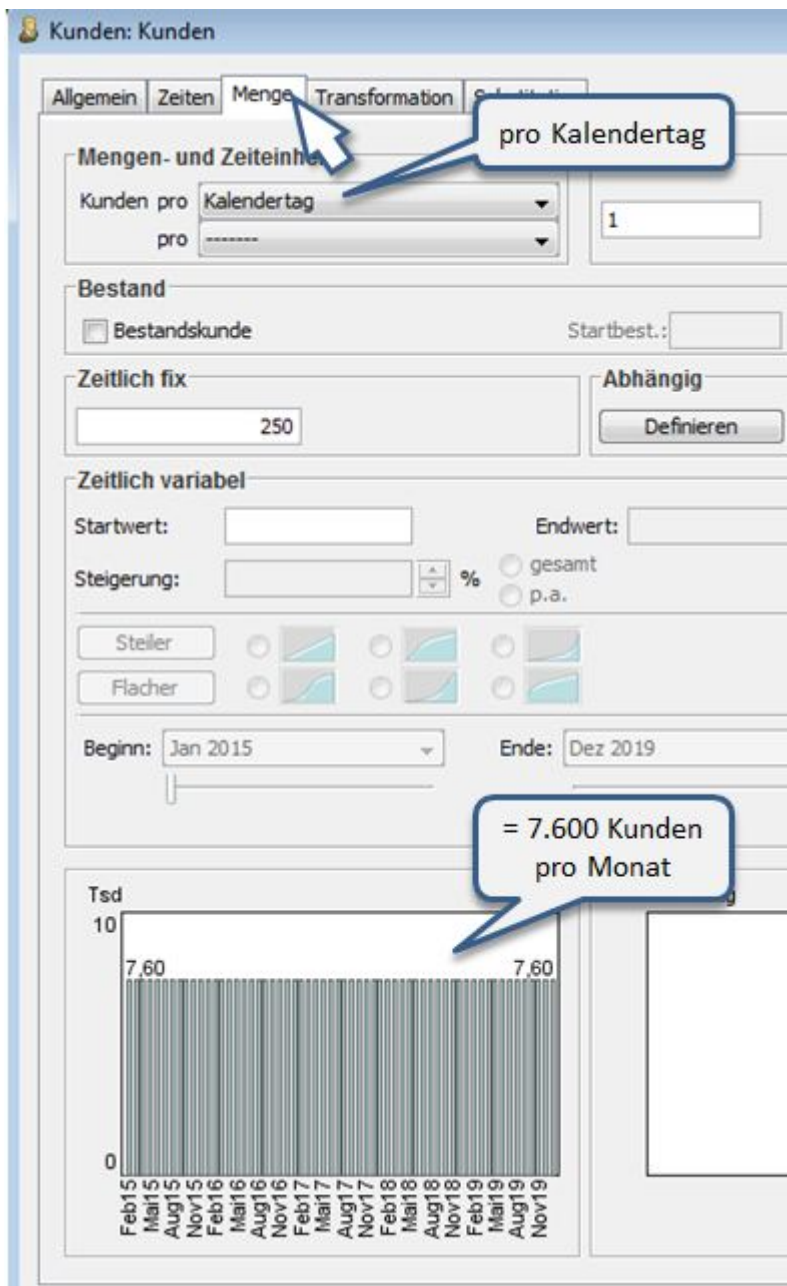 Kunden: Kunden
Allgemein Zeiten Menge Transformation
pro Kalendertag
Mengen- und
Kunden pro Kalendertag
pro -------
1
Bestand
Bestandskunde Startbest.:
Zeitlich fix Abhängig
250 Definieren
Zeitlich variabel
Startwert: Endwert:
Steigerung: % gesamt
p.a.
Steiler
Flacher
Beginn: Jan 2015 Ende: Dez 2019
= 7.600 Kunden
pro Monat
Tsd
10
7,60 7,60
0
Feb15
Mai15
Aug15
Nov15
Feb16
Mai16
Aug16
Nov16
Feb17
Mai17
Aug17
Nov17
Feb18
Mai18
Aug18
Nov18
Feb19
Mai19
Aug19
Nov19